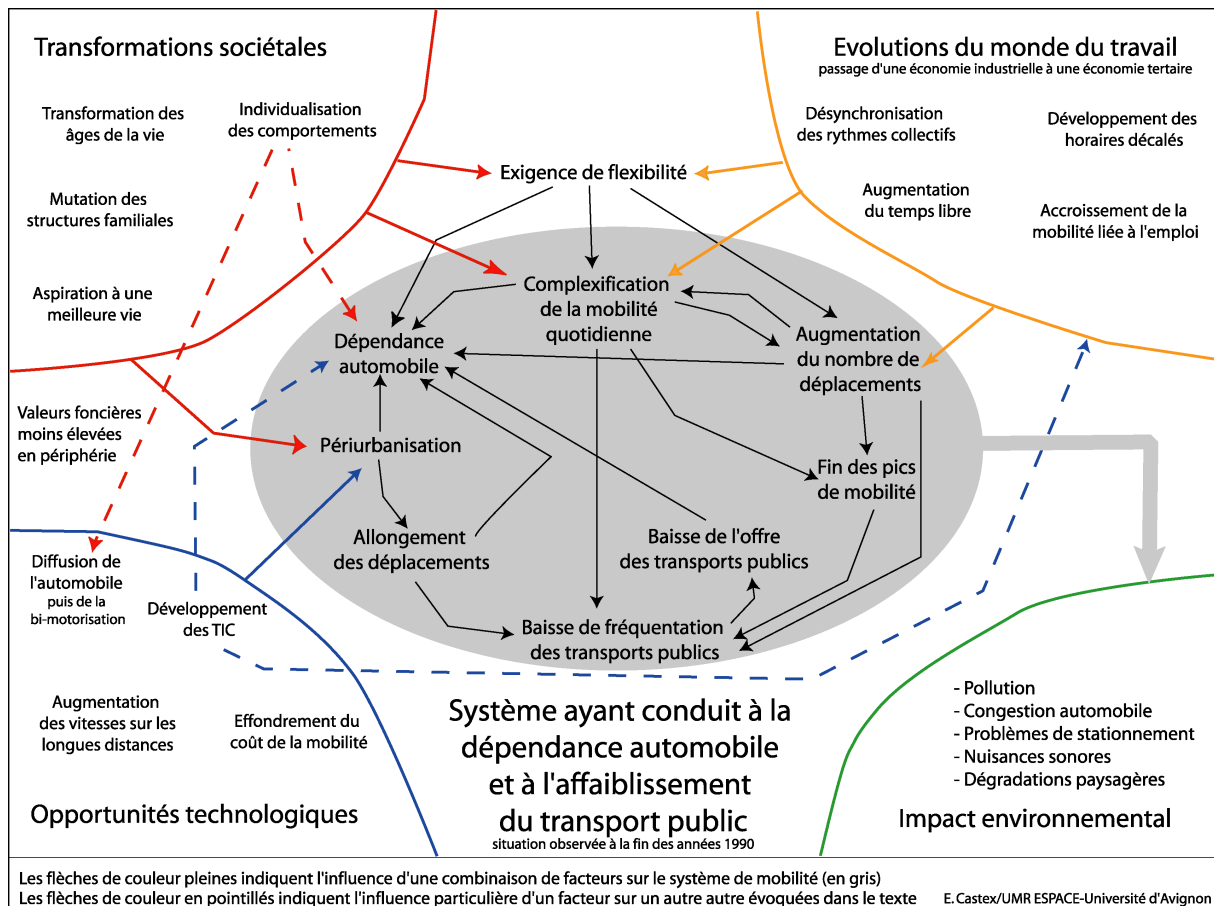 Transformations sociétales
Transformation des
âges de la vie
Individualisation
des comportements
Mutation des
structures familiales
Aspiration à une
meilleure vie
Evolutions du monde du travail
passage d'une économie industrielle à une économie tertaire
Désynchronisation
des rythmes collectifs
Développement des
horaires décalés
Augmentation
du temps libre
Accroissement de la
mobilité liée à l'emploi
Exigence de flexibilité
Complexification
de la mobilité
quotidienne
Dépendance
automobile
Augmentation
du nombre de
déplacements
Valeurs foncières
moins élevées
en périphérie
Périurbanisation
Fin des pics
de mobilité
Allongement
des déplacements
Baisse de l'offre
des transports publics
Baisse de fréquentation
des transports publics
Diffusion de
l'automobile
puis de la
bi-motorisation
Développement
des TIC
Augmentation
des vitesses sur les
longues distances
Effondrement du
coût de la mobilité
Opportunités technologiques
Système ayant conduit à la
dépendance automobile
et à l'affaiblissement
du transport public
situation observée à la fin des années 1990
- Pollution
- Congestion automobile
- Problèmes de stationnement
- Nuisances sonores
- Dégradations paysagères
Impact environnemental
Les flèches de couleur pleines indiquent l'influence d'une combinaison de facteurs sur le système de mobilité (en gris)
Les flèches de couleur en pointillés indiquent l'influence particulière d'un facteur sur un autre autre évoquées dans le texte
E. Castex/UMR ESPACE-Université d'Avignon